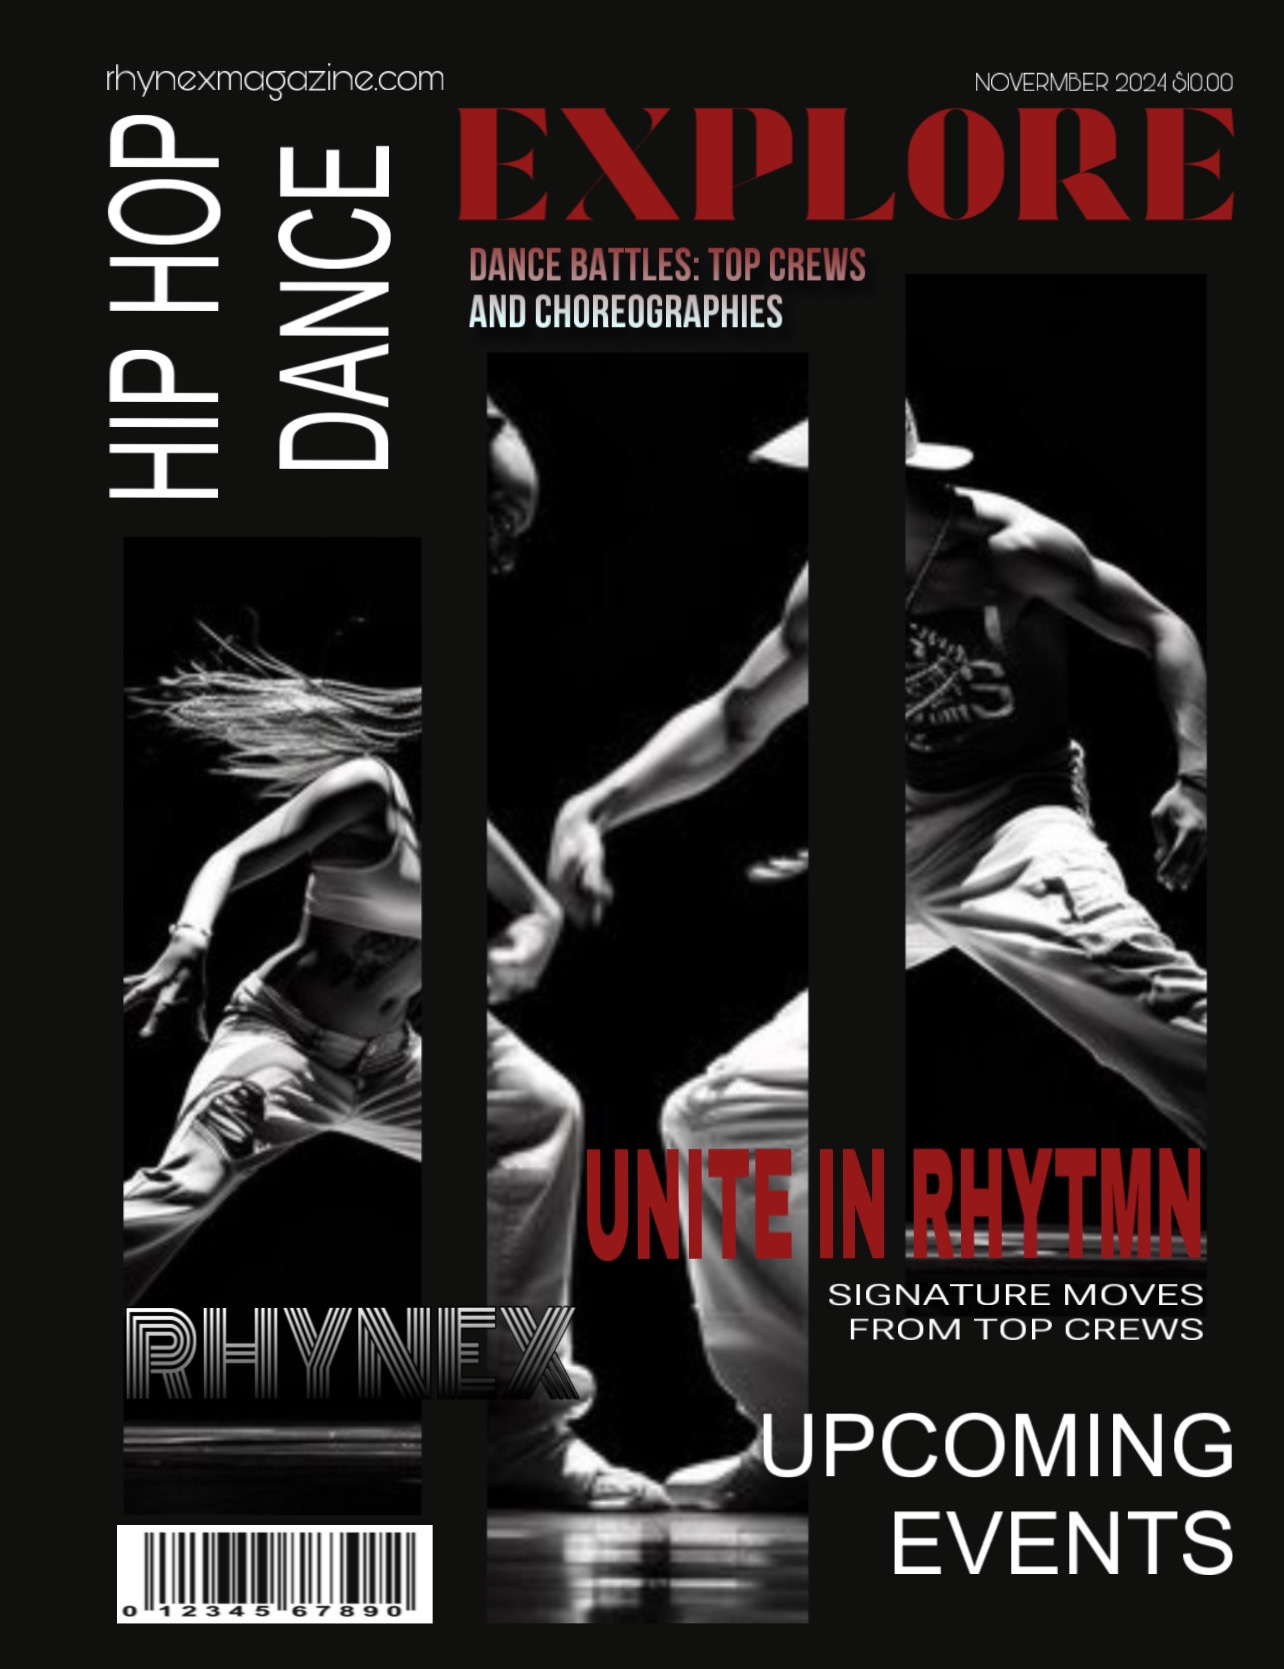 rhynexmagazine.com
NOVERMBER 2024 $10.00
HIP HOP
DANCE
EXPLORE
DANCE BATTLES: TOP CREWS
AND CHOREOGRAPHIES
UNITE IN RHYTMN
SIGNATURE MOVES
FROM TOP CREWS
RHYNEX
UPCOMING
EVENTS
0 12345 67890